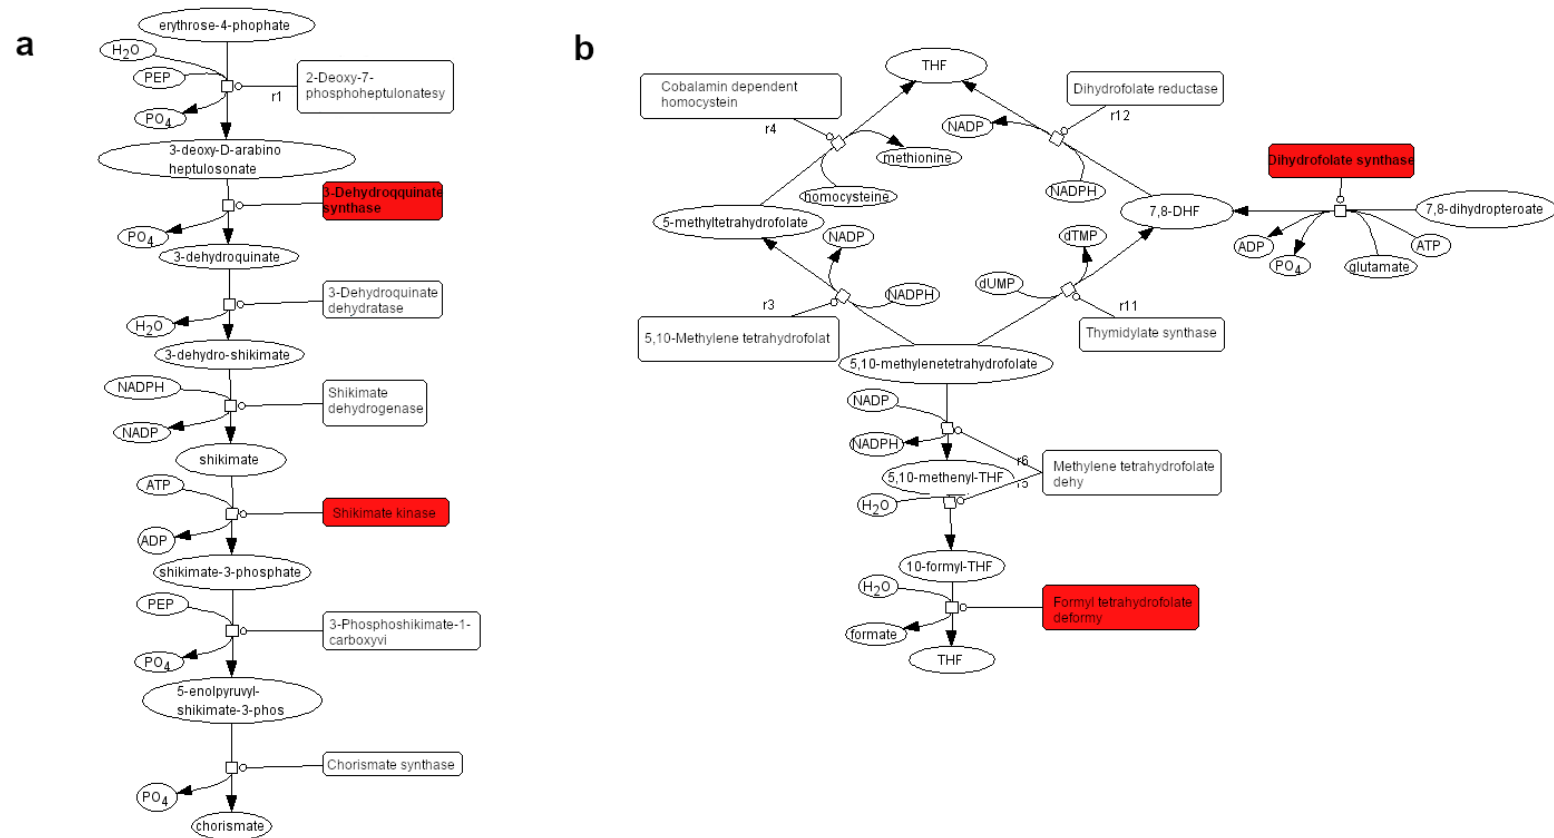 a
erythrose-4-phophate
H2O
PEP
2-Deoxy-7-
phosphoheptulonatesy
r1
PO4
3-deoxy-D-arabino
heptulosonate
3-Dehydroqquinate
synthase
PO4
3-dehydroquinate
3-Dehydroquinate
dehydratase
H2O
3-dehydro-shikimate
NADPH
Shikimate
dehydrogenase
NADP
shikimate
ATP
Shikimate kinase
ADP
shikimate-3-phosphate
PEP
3-Phosphoshikimate-1-
carboxyvi
PO4
5-enolpyruvyl-
shikimate-3-phos
Chorismate synthase
PO4
chorismate
b
THF
Cobalamin dependent
homocystein
r4
methionine
homocysteine
Dihydrofolate reductase
r12
NADP
NADPH
Dihydrofolate synthase
5-methyltetrahydrofolate
7,8-DHF
7,8-dihydropteroate
ADP
PO4
glutamate
ATP
NADP
NADPH
r3
5,10-Methylene tetrahydrofolat
dTMP
dUMP
r11
Thymidylate synthase
5,10-methylenetetrahydrofolate
NADP
NADPH
r6
Methylene tetrahydrofolate
dehy
5,10-methenyl-THF
r5
H2O
10-formyl-THF
H2O
Formyl tetrahydrofolate
deformy
formate
THF